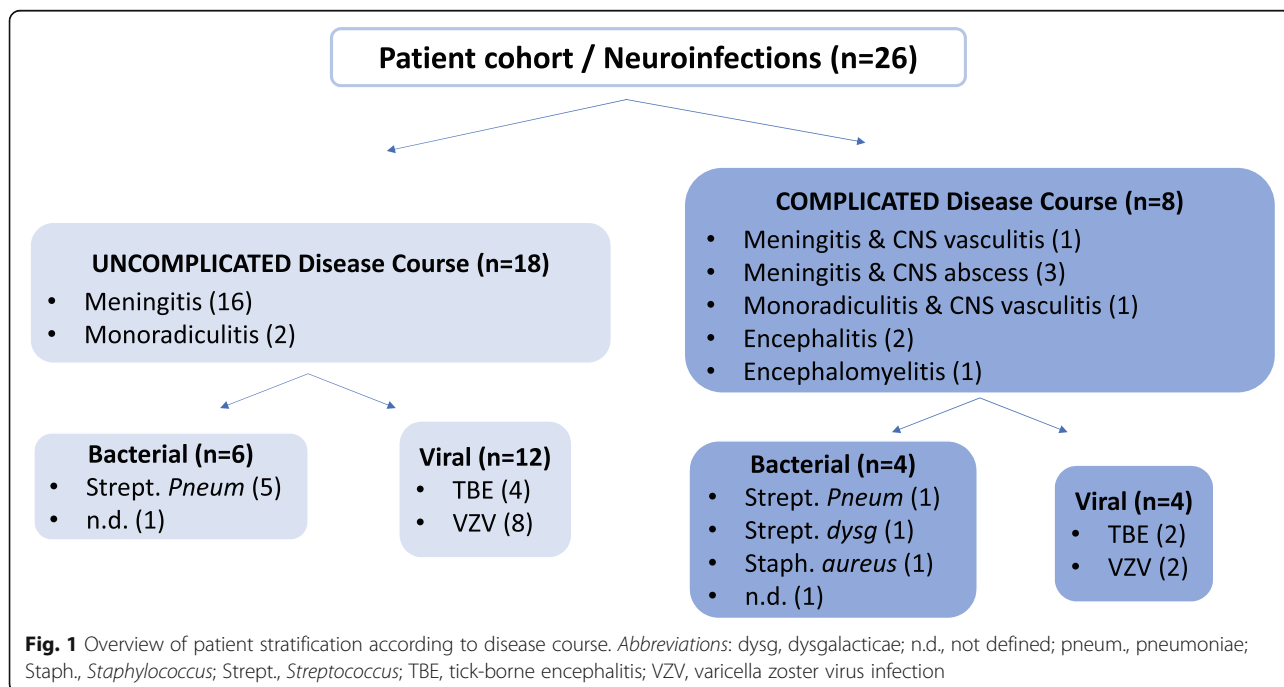 Patient cohort / Neuroinfections (n=26)
UNCOMPLICATED Disease Course (n=18)
• Meningitis (16)
• Monoradiculitis (2)
COMPLICATED Disease Course (n=8)
• Meningitis & CNS vasculitis (1)
• Meningitis & CNS abscess (3)
• Monoradiculitis & CNS vasculitis (1)
• Encephalitis (2)
• Encephalomyelitis (1)
Bacterial (n=6)
• Strept. Pneum (5)
• n.d. (1)
Viral (n=12)
• TBE (4)
• VZV (8)
Bacterial (n=4)
• Strept. Pneum (1)
• Strept. dysg (1)
• Staph. aureus (1)
• n.d. (1)
Viral (n=4)
• TBE (2)
• VZV (2)
Fig. 1 Overview of patient stratification according to disease course. Abbreviations: dysg, dysgalacticae; n.d., not defined; pneum., pneumoniae;
Staph., Staphylococcus; Strept., Streptococcus; TBE, tick-borne encephalitis; VZV, varicella zoster virus infection